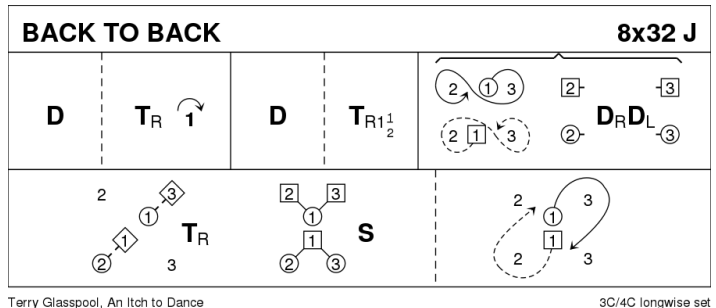 BACK TO BACK 8x32 J
D TR 1 D TR1 1/2
2 1 3 2 3
DRDL
2 1 3 2 3
2 3 2 3 2 3
1 TR 1 S 1
1 1 1
2 3 2 3 2 3
Terry Glasspool, An Itch to Dance 3C/4C longwise set